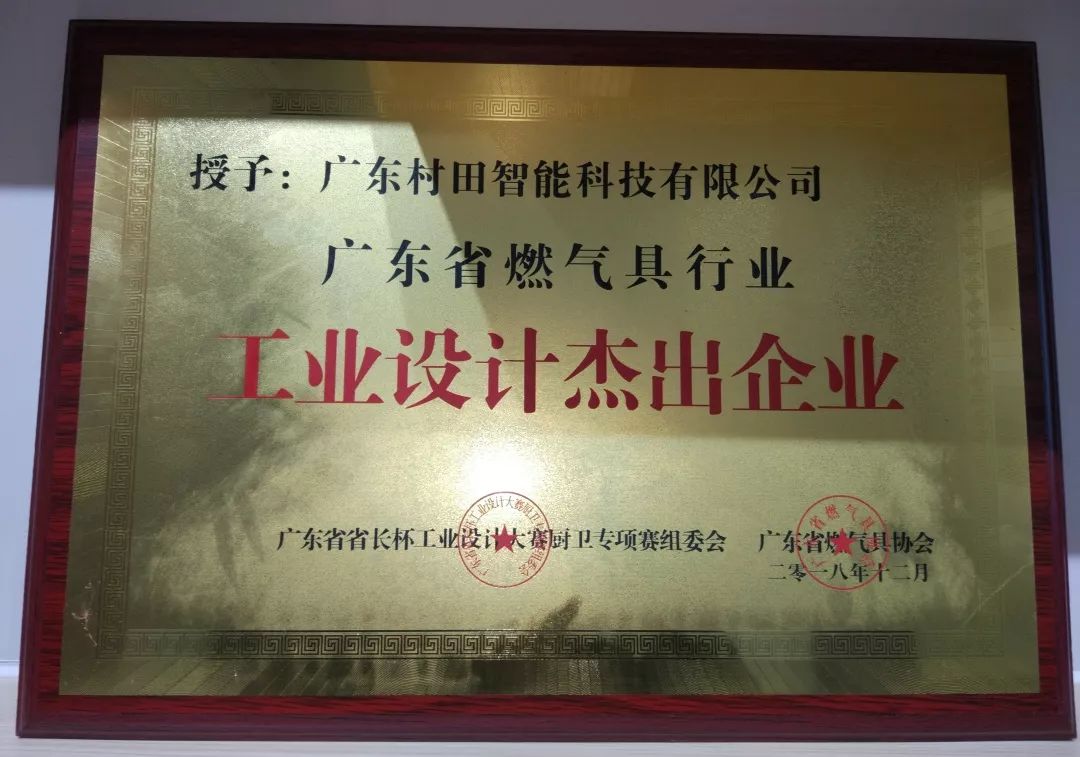 授予：广东村田智能科技有限公司
广东省燃气具行业
工业设计杰出企业
广东省省长杯工业设计大赛厨卫专项赛组委会
广东省燃气具协会
二零一八年十二月